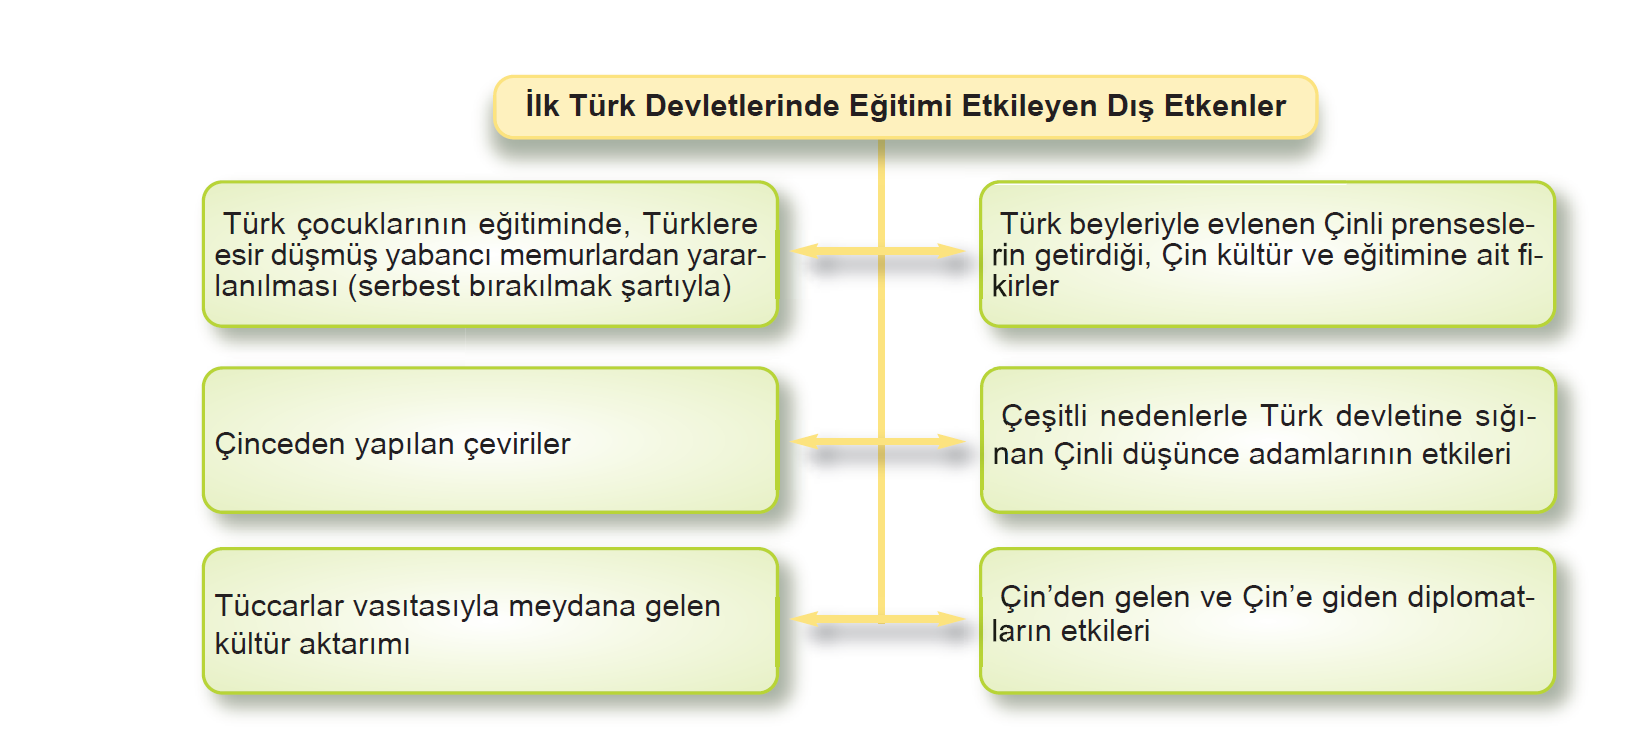 İlk Türk Devletlerinde Eğitimi Etkileyen Dış Etkenler
Türk çocuklarının eğitiminde, Türklere
esir düşmüş yabancı memurlardan yarar-
lanılması (serbest bırakılmak şartıyla)
Türk beyleriyle evlenen Çinli prensesle-
rin getirdiği, Çin kültür ve eğitimine ait fi-
kirler
Çinceden yapılan çeviriler
Çeşitli nedenlerle Türk devletine sığı-
nan Çinli düşünce adamlarının etkileri
Tüccarlar vasıtasıyla meydana gelen
kültür aktarımı
Çin’den gelen ve Çin’e giden diplomat-
ların etkileri